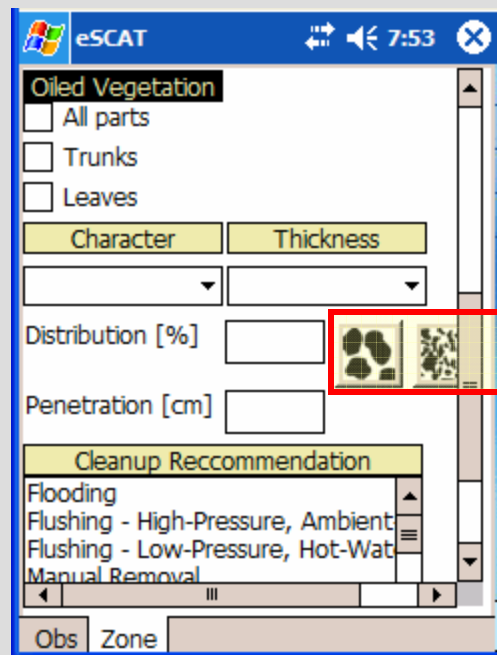 eSCAT 7:53
Oiled Vegetation
All parts
Trunks
Leaves
Character Thickness
Distribution [%]
Penetration [cm]
Cleanup Reccommendation
Flooding
Flushing - High-Pressure, Ambient
Flushing - Low-Pressure, Hot-Wat
Manual Removal
Obs Zone